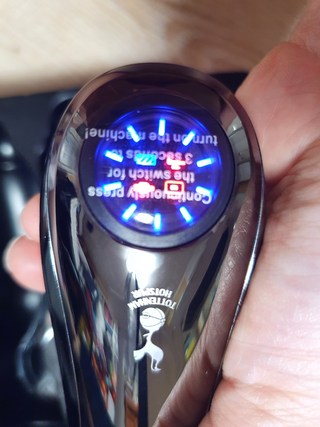 Continuously press
the switch for
3 seconds to
turn on the machine!
TOTTENHAM
HOTSPUR